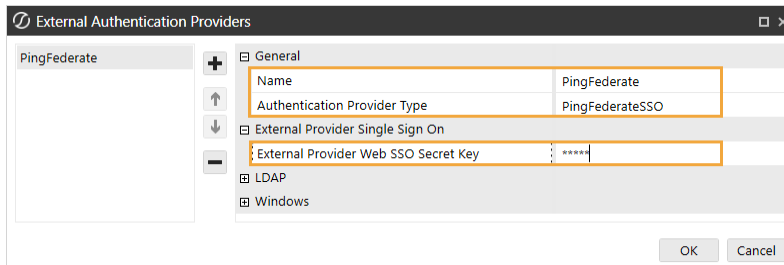 External Authentication Providers
PingFederate
General
Name PingFederate
Authentication Provider Type PingFederateSSO
External Provider Single Sign On
External Provider Web SSO Secret Key *****
LDAP
Windows
OK Cancel